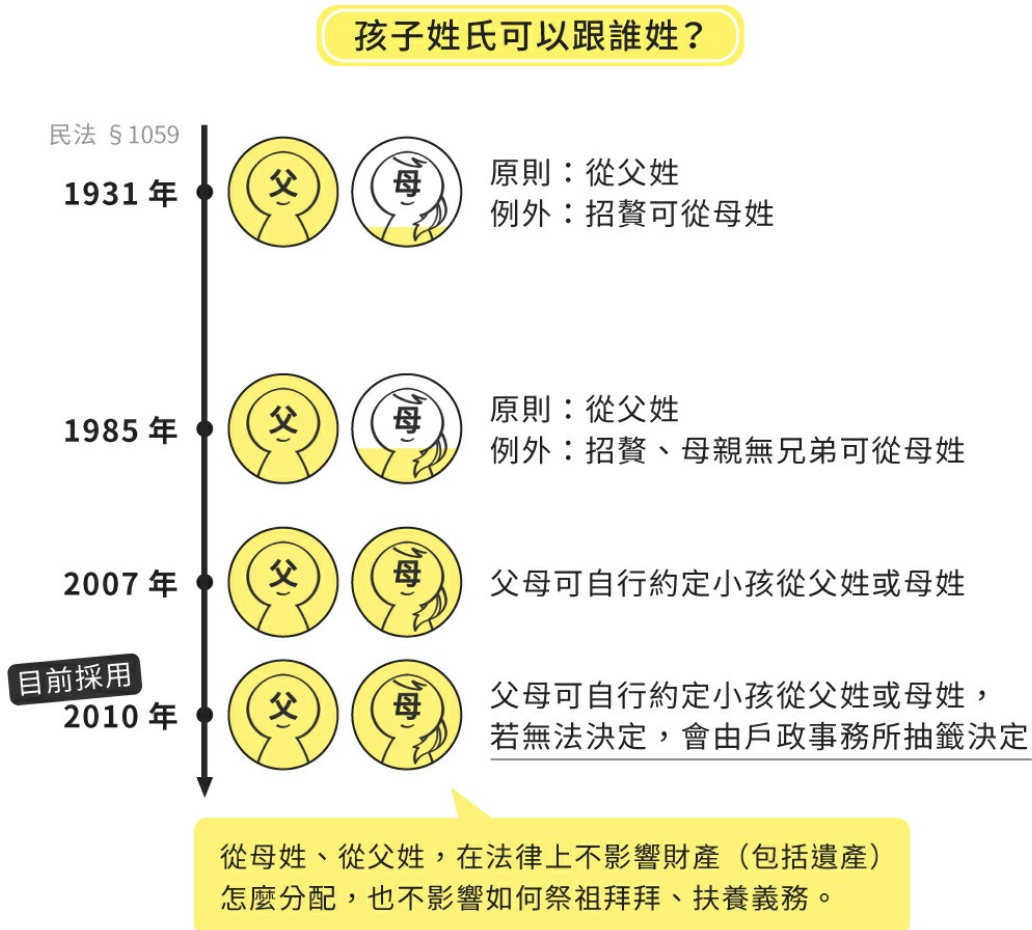 孩子姓氏可以跟誰姓？
民法 §1059
1931 年
父
母
原則：從父姓
例外：招贅可從母姓
1985 年
父
母
原則：從父姓
例外：招贅、母親無兄弟可從母姓
2007 年
父
母
父母可自行約定小孩從父姓或母姓
目前採用
2010 年
父
母
父母可自行約定小孩從父姓或母姓，
若無法決定，會由戶政事務所抽籤決定
從母姓、從父姓，在法律上不影響財產（包括遺產）
怎麼分配，也不影響如何祭祖拜拜、扶養義務。